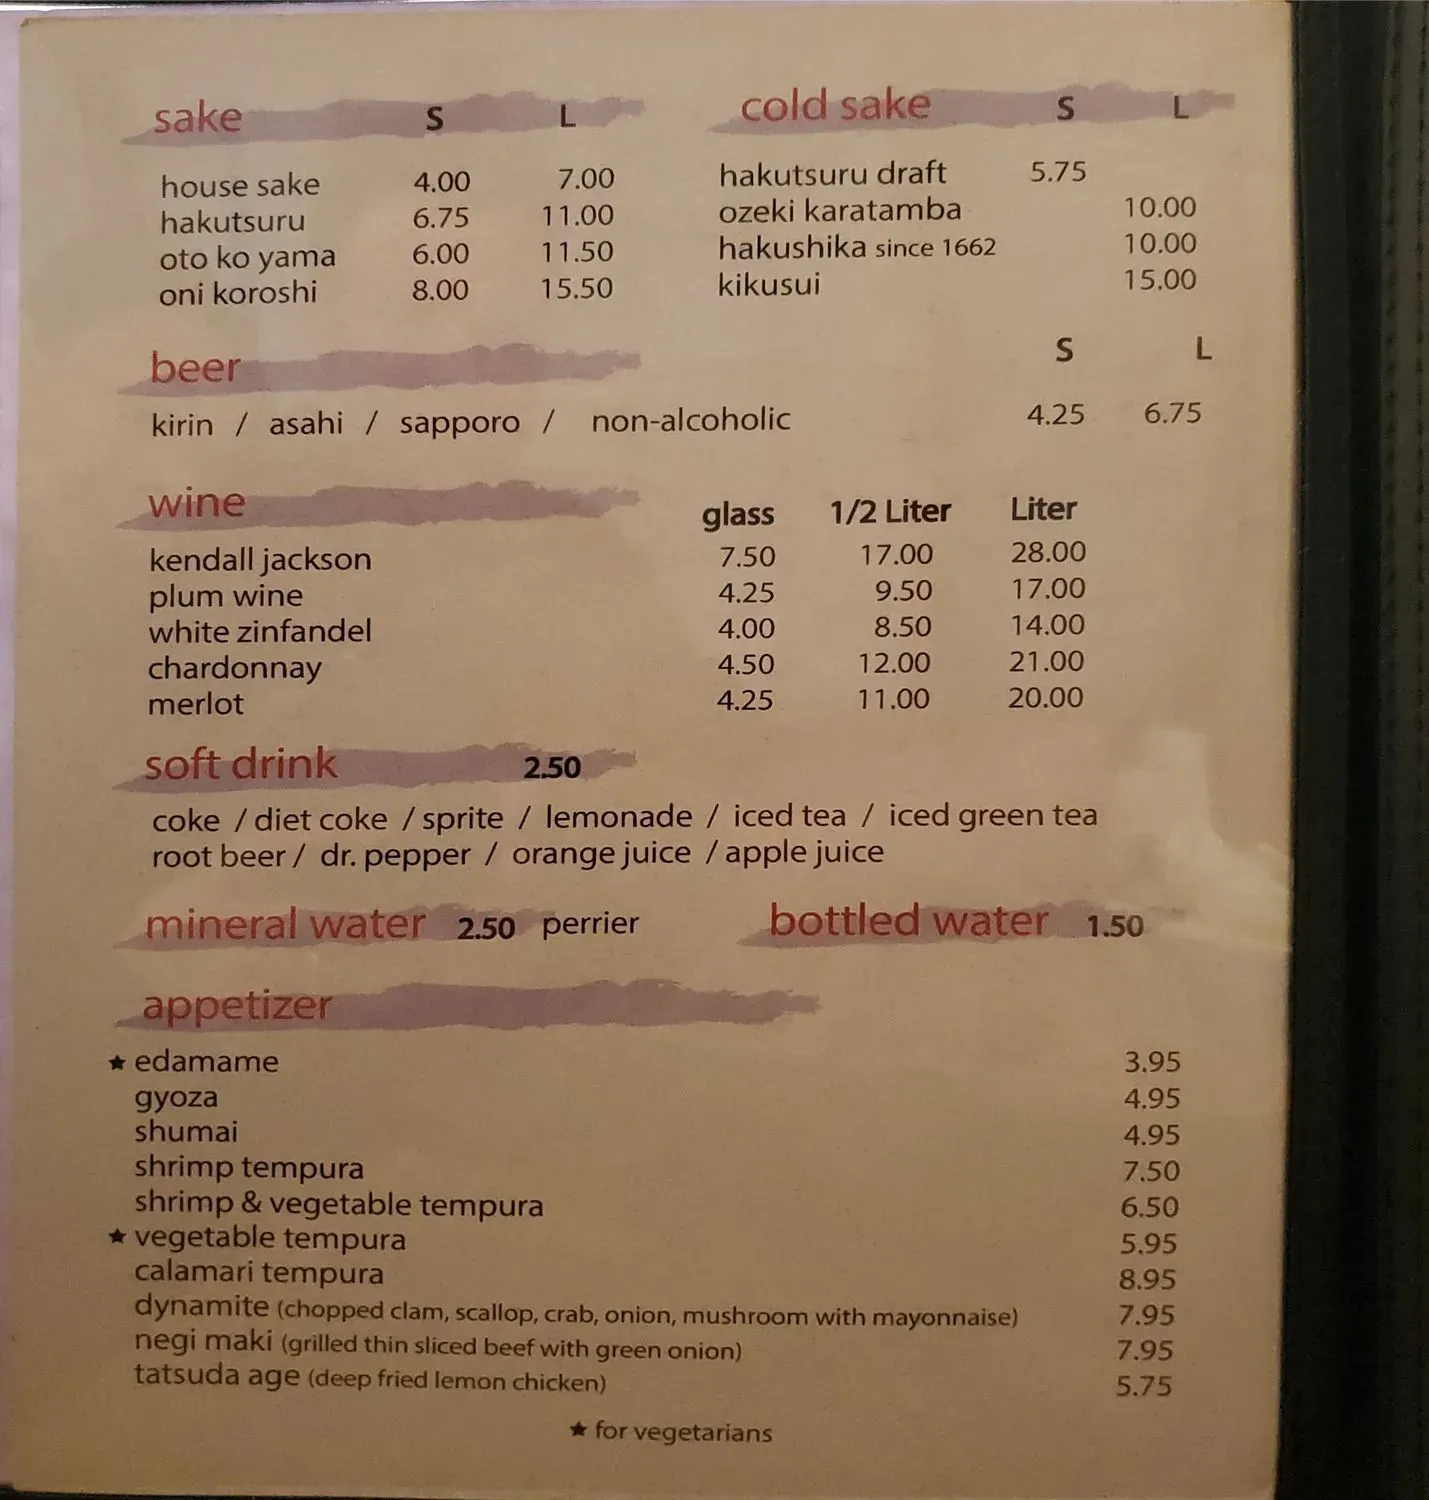 sake S L
house sake 4.00 7.00
hakutsuru 6.75 11.00
oto ko yama 6.00 11.50
oni koroshi 8.00 15.50
cold sake S L
hakutsuru draft 5.75
ozeki karatamba 10.00
hakushika since 1662 10.00
kikusui 15.00
beer S L
kirin / asahi / sapporo / non-alcoholic 4.25 6.75
wine glass 1/2 Liter Liter
kendall jackson 7.50 17.00 28.00
plum wine 4.25 9.50 17.00
white zinfandel 4.00 8.50 14.00
chardonnay 4.50 12.00 21.00
merlot 4.25 11.00 20.00
soft drink 2.50
coke / diet coke / sprite / lemonade / iced tea / iced green tea
root beer / dr. pepper / orange juice / apple juice
mineral water 2.50 perrier
bottled water 1.50
appetizer
★ edamame 3.95
gyoza 4.95
shumai 4.95
shrimp tempura 7.50
shrimp & vegetable tempura 6.50
★ vegetable tempura 5.95
calamari tempura 8.95
dynamite (chopped clam, scallop, crab, onion, mushroom with mayonnaise) 7.95
negi maki (grilled thin sliced beef with green onion) 7.95
tatsuda age (deep fried lemon chicken) 5.75
★ for vegetarians